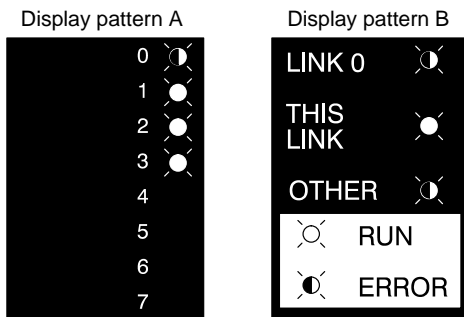 Display pattern A
0
1
2
3
4
5
6
7
Display pattern B
LINK 0
THIS
LINK
OTHER
RUN
ERROR